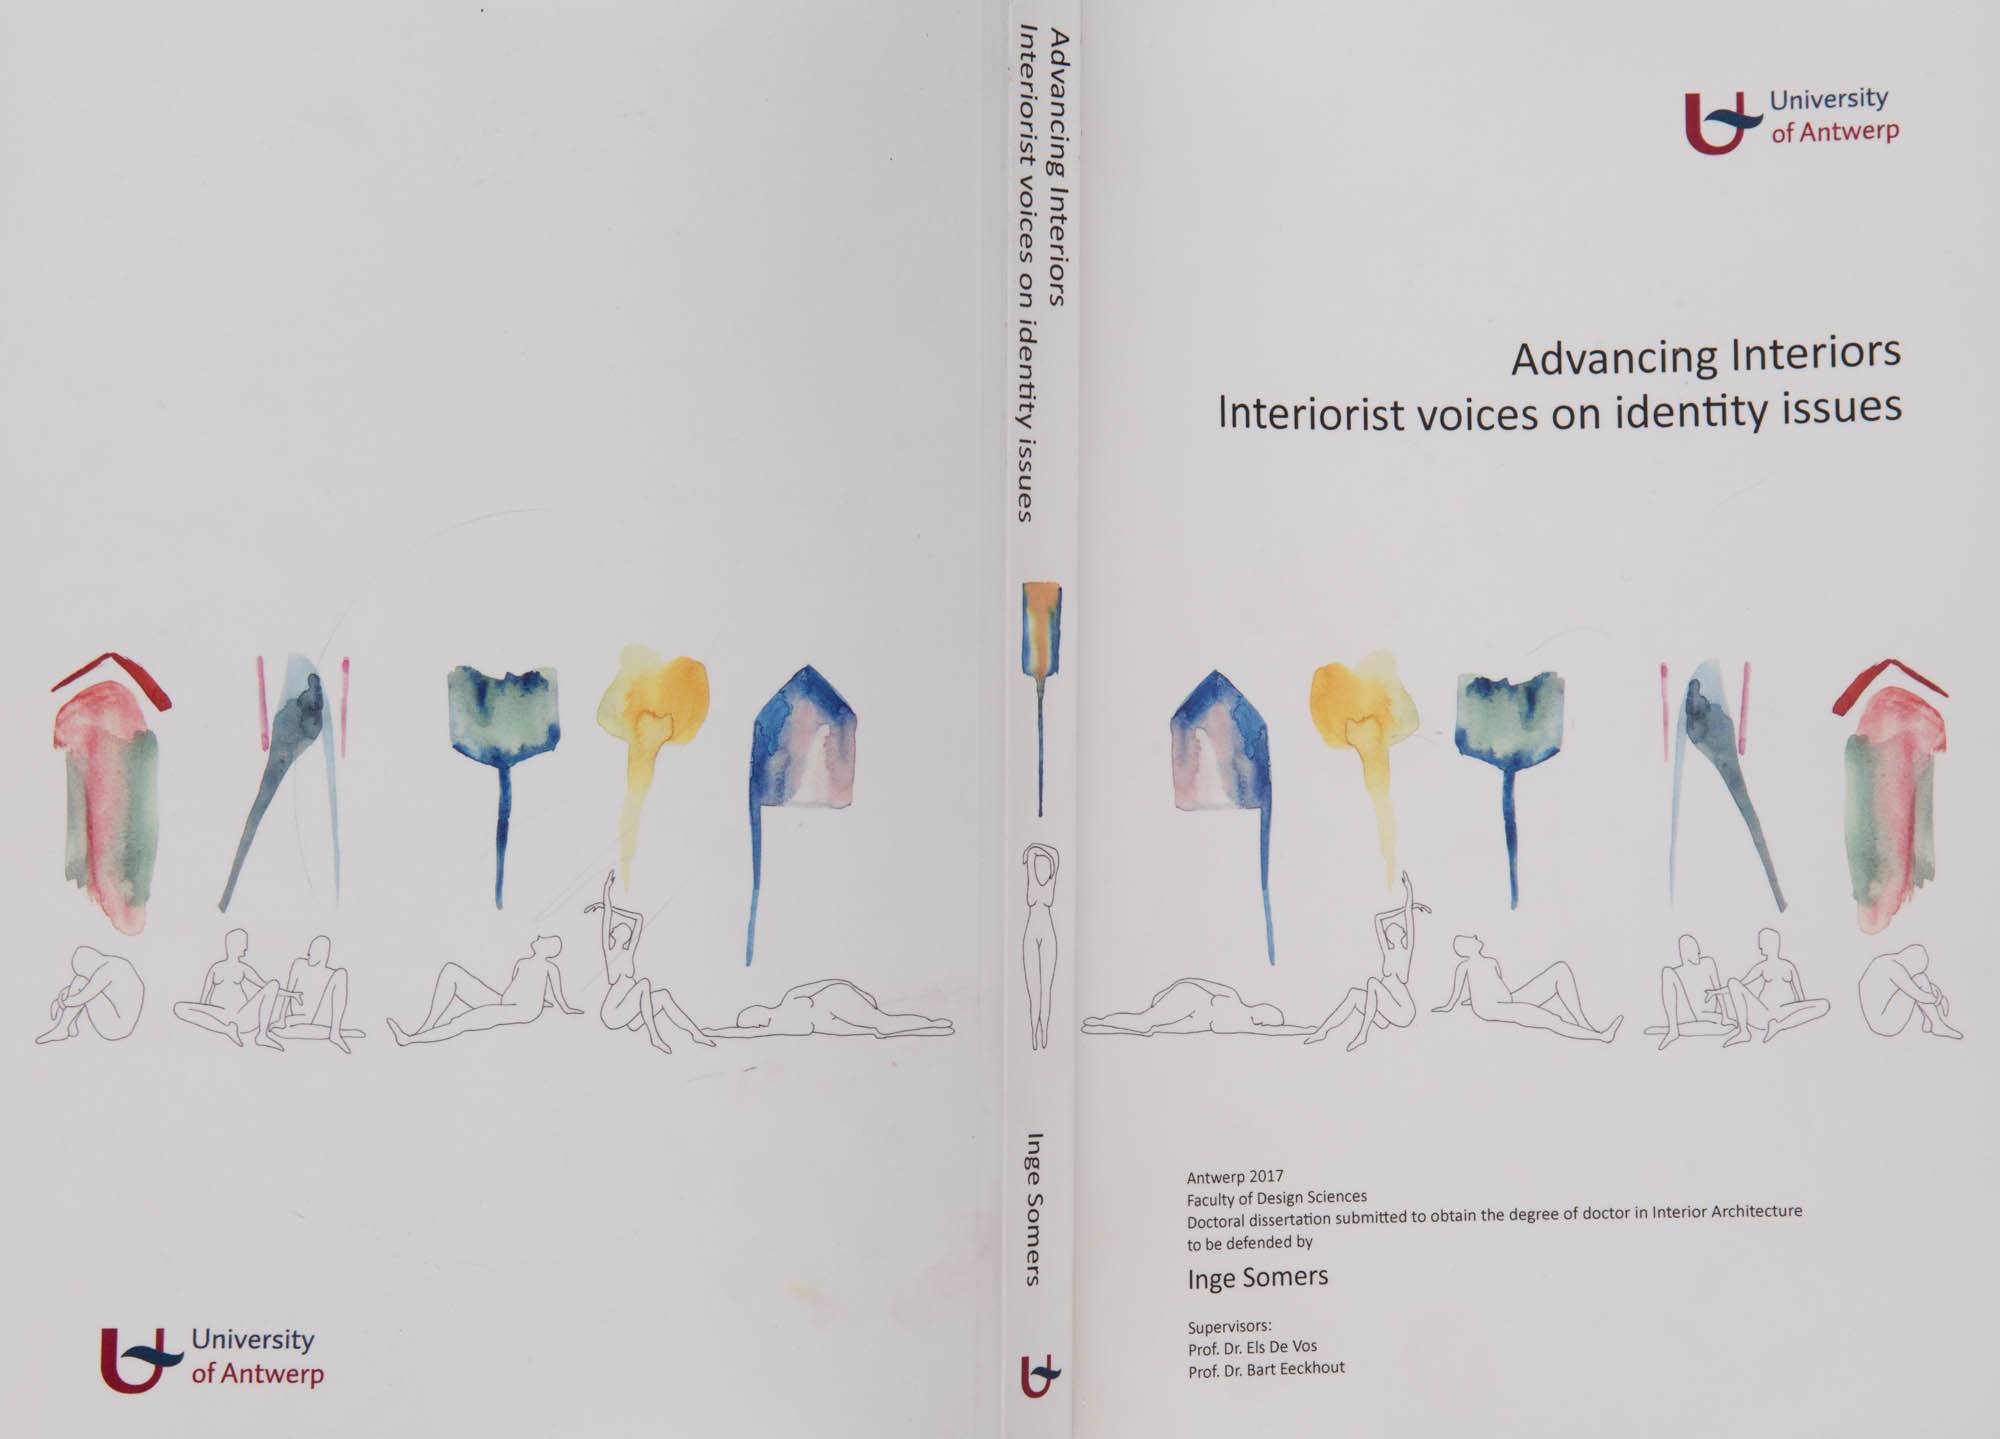 University
of Antwerp
Advancing Interiors
Interiorist voices on identity issues
Inge Somers
University
of Antwerp
Advancing Interiors
Interiorist voices on identity issues
Antwerp 2017
Faculty of Design Sciences
Doctoral dissertation submitted to obtain the degree of doctor in Interior Architecture
to be defended by
Inge Somers
Supervisors:
Prof. Dr. Els De Vos
Prof. Dr. Bart Eeckhout